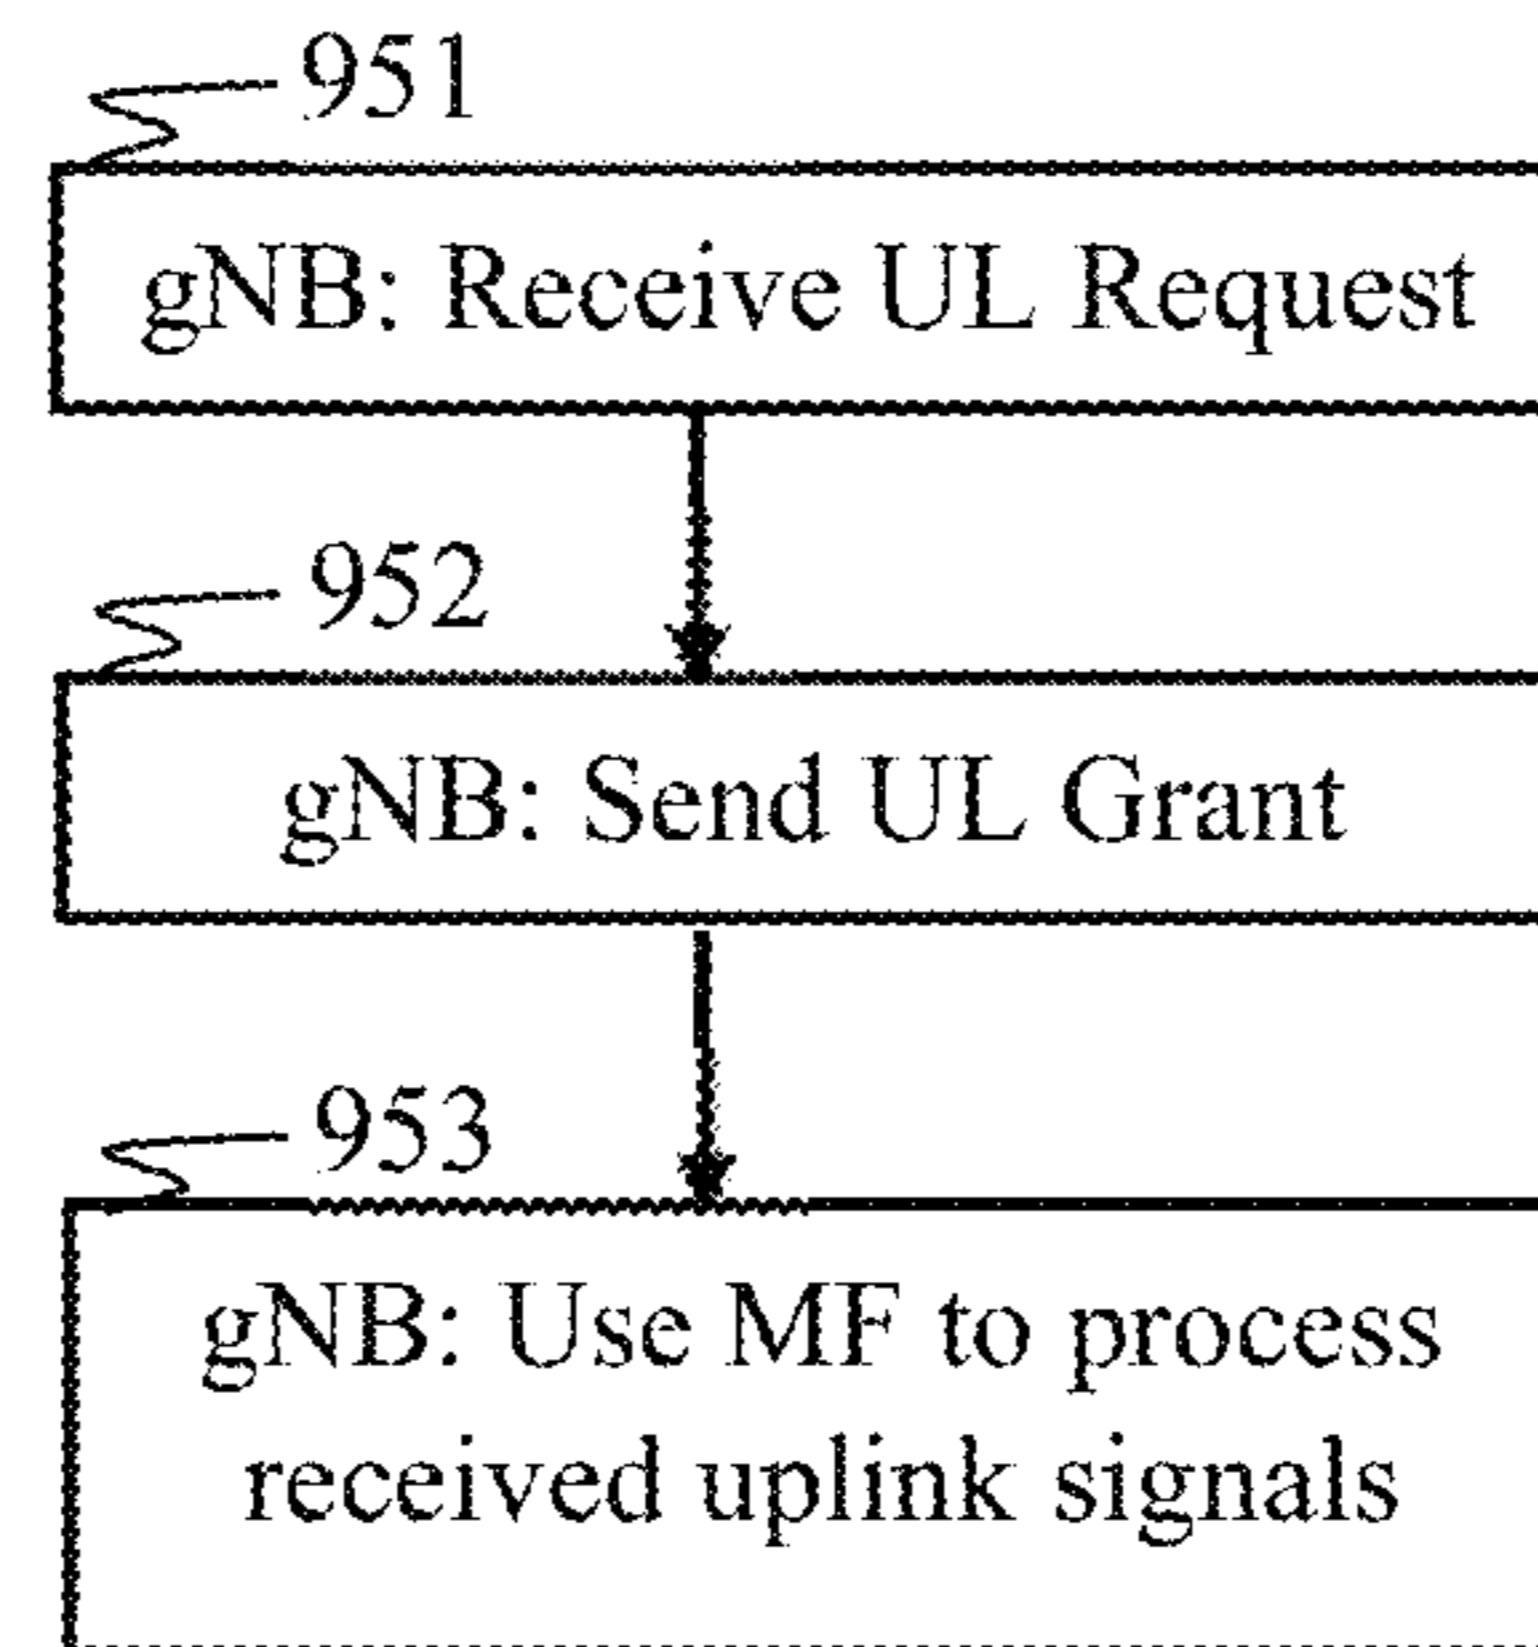 951
gNB: Receive UL Request
952
gNB: Send UL Grant
953
gNB: Use MF to process
received uplink signals